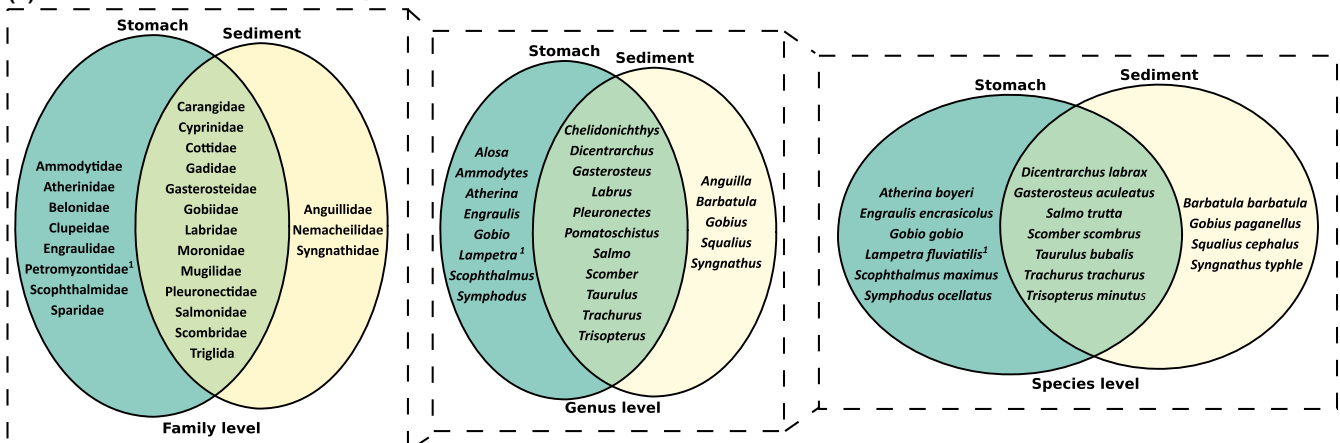 Stomach
Sediment
Ammodytidae
Atherinidae
Belonidae
Clupeidae
Engraulidae
Petromyzontidae¹
Scophthalmidae
Sparidae
Carangidae
Cyprinidae
Cottidae
Gadidae
Gasterosteidae
Gobiidae
Labridae
Moronidae
Mugilidae
Pleuronectidae
Salmonidae
Scombridae
Triglida
Anguillidae
Nemacheilidae
Syngnathidae
Family level
Stomach
Sediment
Alosa
Ammodytes
Atherina
Engraulis
Gobio
Lampetra ¹
Scophthalmus
Symphodus
Chelidonichthys
Dicentrarchus
Gasterosteus
Labrus
Pleuronectes
Pomatoschistus
Salmo
Scomber
Taurulus
Trachurus
Trisopterus
Anguilla
Barbatula
Gobius
Squalius
Syngnathus
Genus level
Stomach
Sediment
Atherina boyeri
Engraulis encrasicolus
Gobio gobio
Lampetra fluviatilis¹
Scophthalmus maximus
Symphodus ocellatus
Dicentrarchus labrax
Gasterosteus aculeatus
Salmo trutta
Scomber scombrus
Taurulus bubalis
Trachurus trachurus
Trisopterus minutus
Barbatula barbatula
Gobius paganellus
Squalius cephalus
Syngnathus typhle
Species level